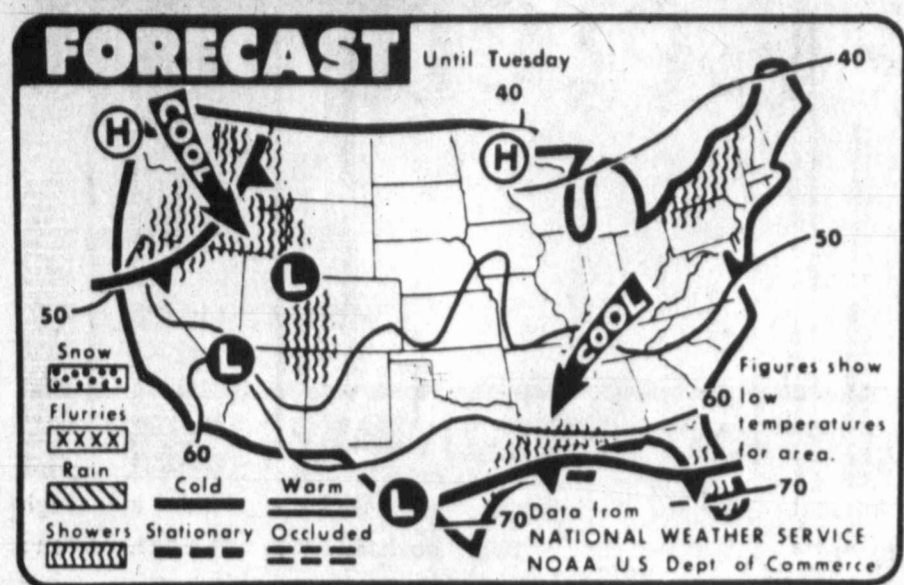 FORECAST
Until Tuesday
40
40
H
COOL
H
50
L
COOL
50
L
Snow
Flurries
Rain
Showers
60
Cold
Warm
Stationary
Occluded
L
Figures show
60 low
temperatures
for area.
70
70
Data from
NATIONAL WEATHER SERVICE
NOAA U.S. Dept of Commerce